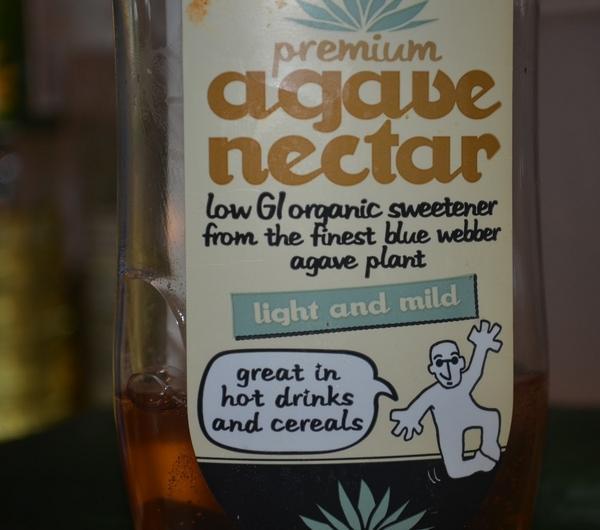 premium
agave
nectar
low GI organic sweetener
from the finest blue webber
agave plant
light and mild
great in
hot drinks
and cereals